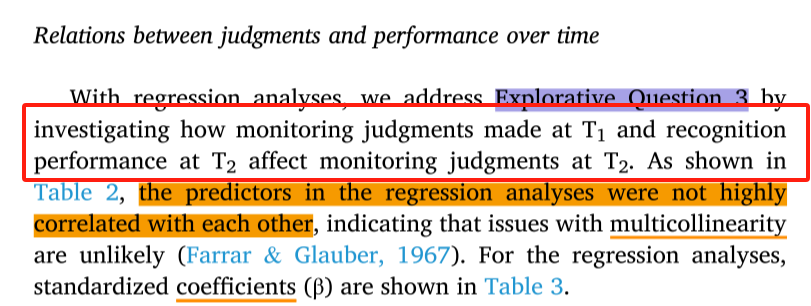 Relations between judgments and performance over time
With regression analyses, we address Explorative Question 3 by
investigating how monitoring judgments made at T₁ and recognition
performance at T₂ affect monitoring judgments at T₂. As shown in
Table 2, the predictors in the regression analyses were not highly
correlated with each other, indicating that issues with multicollinearity
are unlikely (Farrar & Glauber, 1967). For the regression analyses,
standardized coefficients (β) are shown in Table 3.